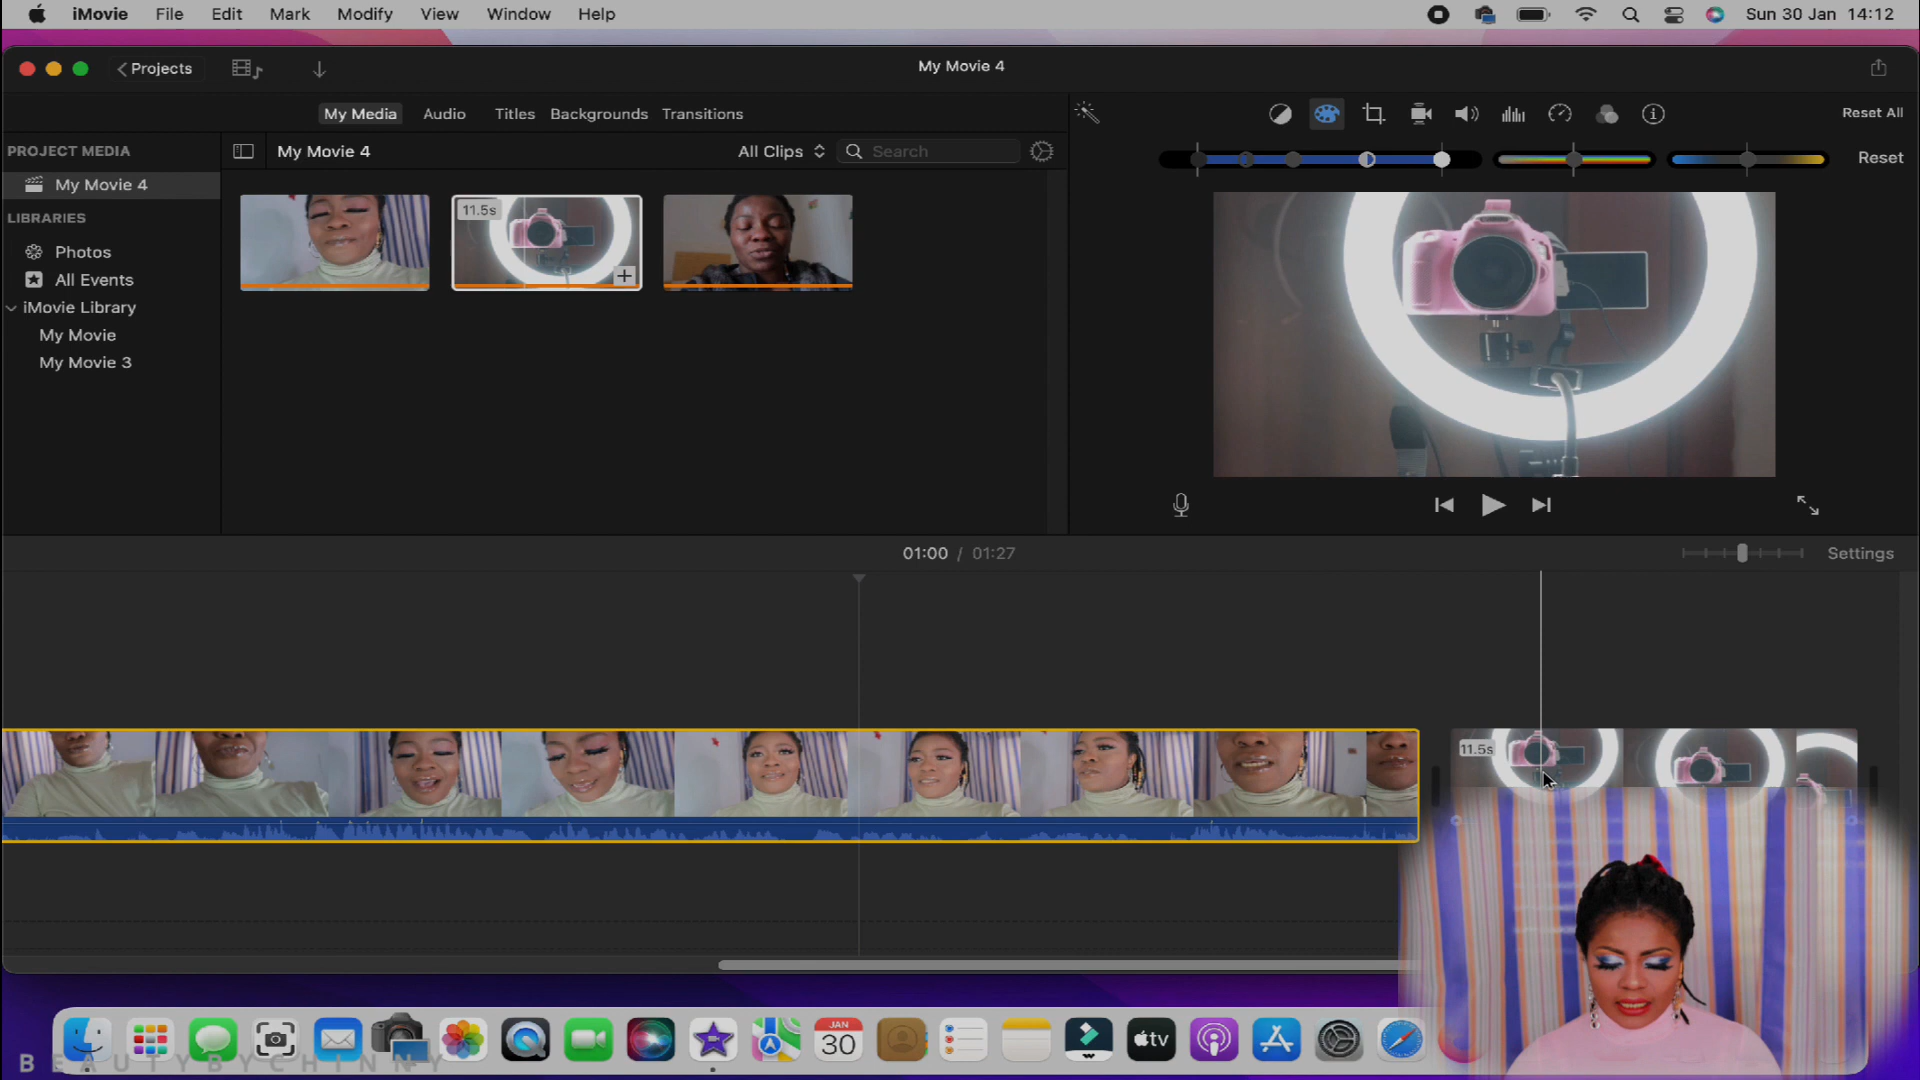 iMovie File Edit Mark Modify View Window Help Sun 30 Jan 14:12
Projects My Movie 4
My Media Audio Titles Backgrounds Transitions Reset All
PROJECT MEDIA My Movie 4 All Clips Search Reset
My Movie 4
LIBRARIES
Photos
All Events
iMovie Library
My Movie
My Movie 3
11.5s
01:00 / 01:27 Settings
11.5s
JAN
30
tv
BEAUTYBYCHINNY